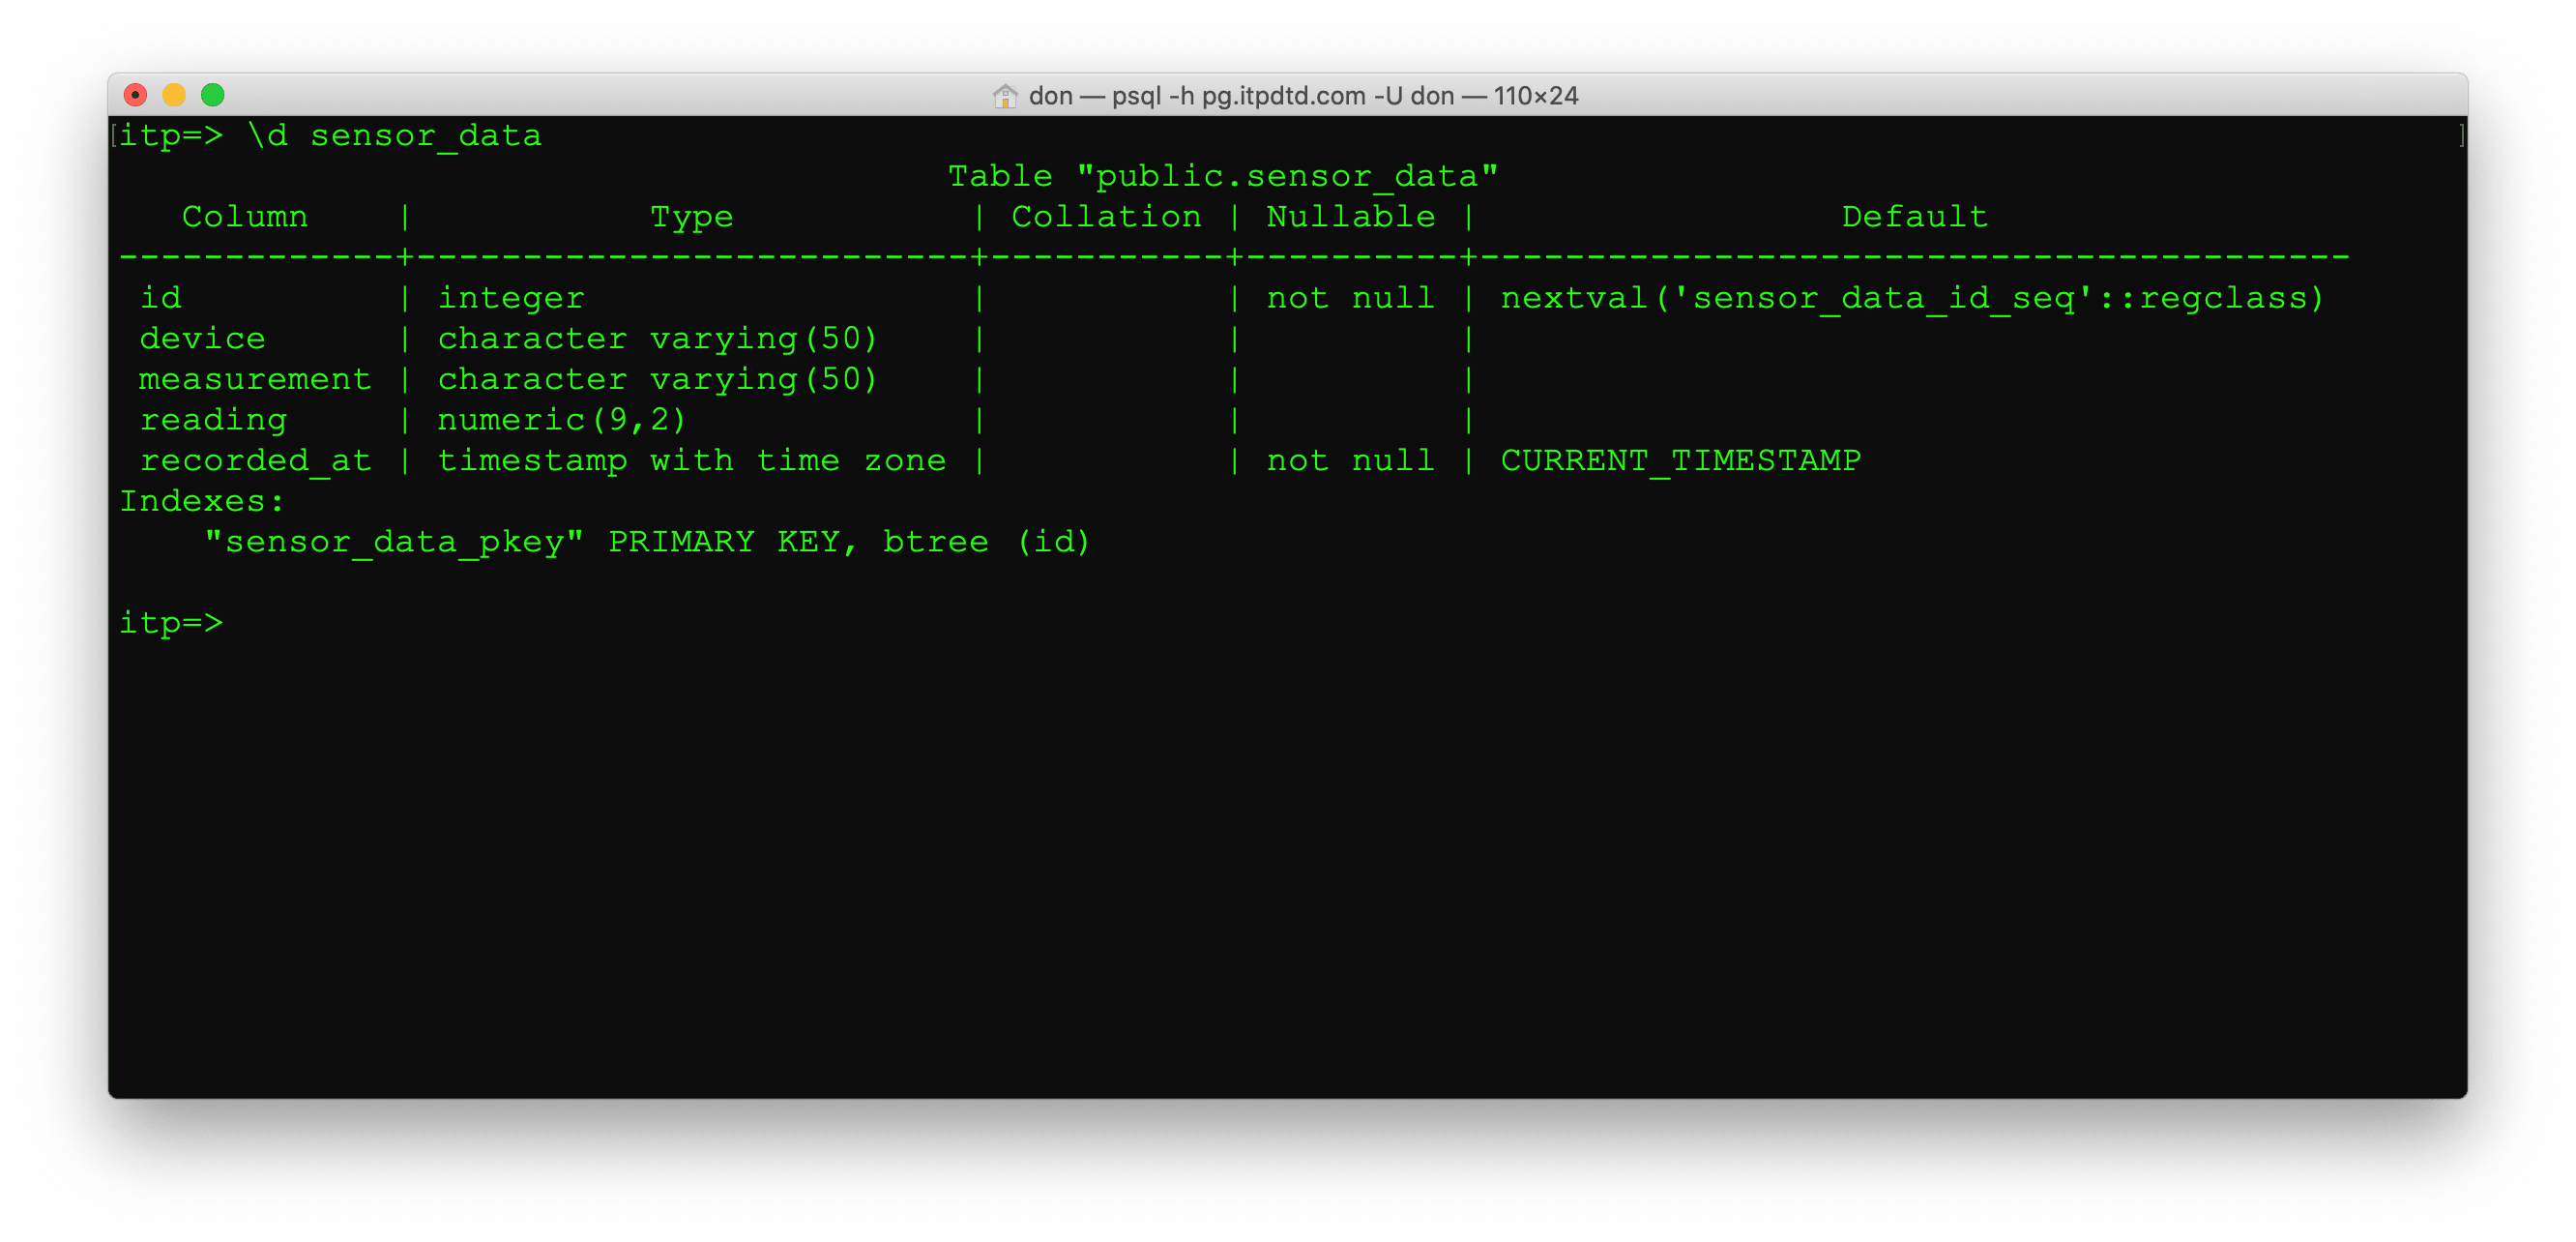 don — psql -h pg.itpdtd.com -U don — 110×24
[itp=> \d sensor_data ]
Table "public.sensor_data"
Column | Type | Collation | Nullable | Default
-------------+--------------------------+-----------+----------+-----------------------------------------
id | integer | | not null | nextval('sensor_data_id_seq'::regclass)
device | character varying(50) | | |
measurement | character varying(50) | | |
reading | numeric(9,2) | | |
recorded_at | timestamp with time zone | | not null | CURRENT_TIMESTAMP
Indexes:
"sensor_data_pkey" PRIMARY KEY, btree (id)
itp=>